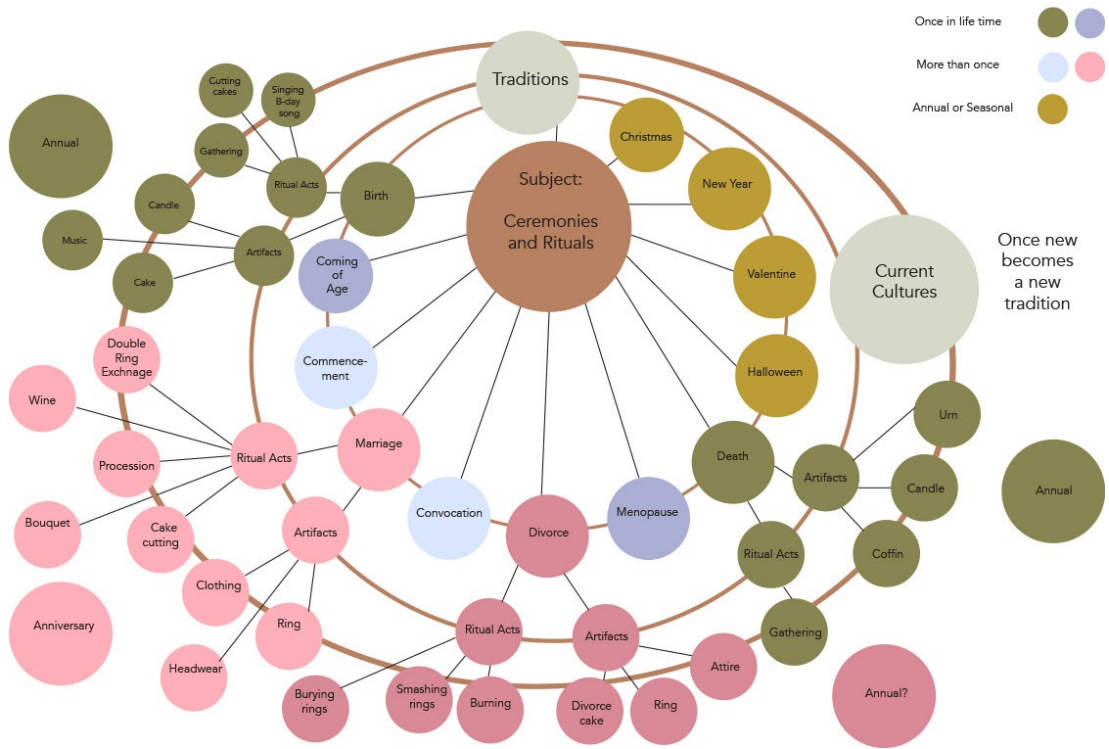 Once in life time
More than once
Annual or Seasonal
Traditions
Subject:
Ceremonies
and Rituals
Christmas
New Year
Valentine
Halloween
Current
Cultures
Once new
becomes
a new
tradition
Cutting
cakes
Singing
B-day
song
Annual
Gathering
Ritual Acts
Birth
Candle
Music
Artifacts
Cake
Coming
of
Age
Commence-
ment
Double
Ring
Exchnage
Wine
Ritual Acts
Marriage
Procession
Bouquet
Cake
cutting
Artifacts
Clothing
Anniversary
Ring
Headwear
Convocation
Divorce
Menopause
Ritual Acts
Artifacts
Burying
rings
Smashing
rings
Burning
Divorce
cake
Ring
Attire
Annual?
Death
Artifacts
Urn
Candle
Coffin
Ritual Acts
Gathering
Annual